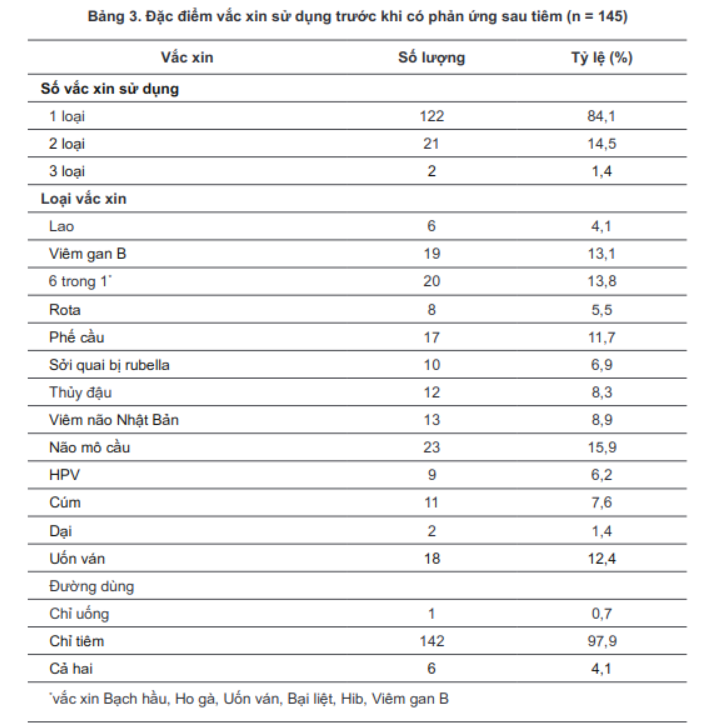 Bảng 3. Đặc điểm vắc xin sử dụng trước khi có phản ứng sau tiêm (n = 145)
Vắc xin Số lượng Tỷ lệ (%)
Số vắc xin sử dụng
1 loại 122 84,1
2 loại 21 14,5
3 loại 2 1,4
Loại vắc xin
Lao 6 4,1
Viêm gan B 19 13,1
6 trong 1* 20 13,8
Rota 8 5,5
Phế cầu 17 11,7
Sởi quai bị rubella 10 6,9
Thủy đậu 12 8,3
Viêm não Nhật Bản 13 8,9
Não mô cầu 23 15,9
HPV 9 6,2
Cúm 11 7,6
Dại 2 1,4
Uốn ván 18 12,4
Đường dùng
Chỉ uống 1 0,7
Chỉ tiêm 142 97,9
Cả hai 6 4,1
*vắc xin Bạch hầu, Ho gà, Uốn ván, Bại liệt, Hib, Viêm gan B